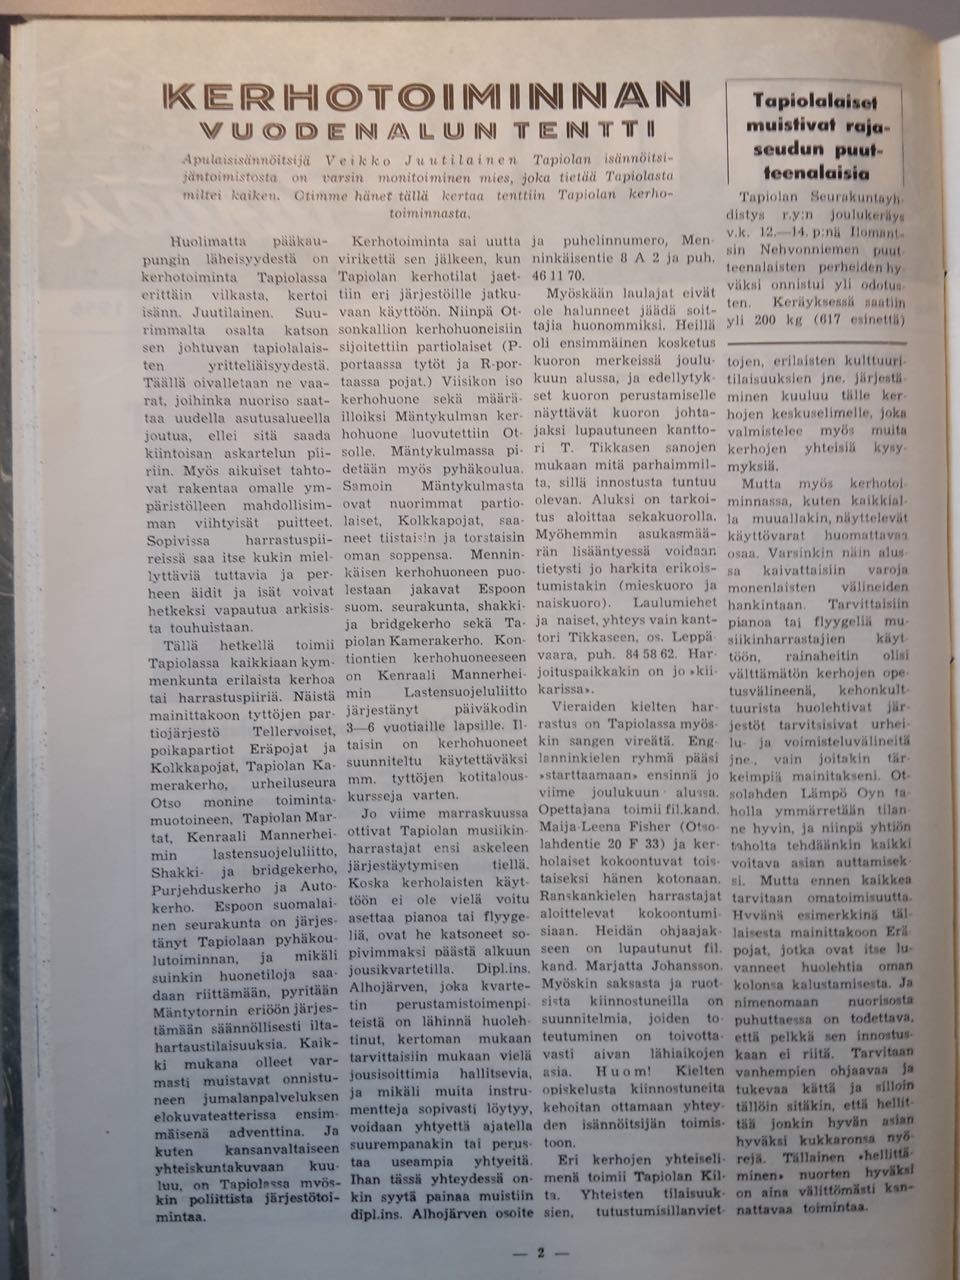 KERHOTOIMINNAN
VUODENALUN TENTTI
Apulaisisännöitsijä Veikko Juutilainen Tapiolan isännöitsi-
jäntoimistosta on varsin monitoiminen mies, joka tietää Tapiolasta
miltei kaiken. Otimme hänet tällä kertaa tenttiin Tapiolan kerho-
toiminnasta.
Huolimatta pääkau-
pungin läheisyydestä on
kerhotoiminta Tapiolassa
erittäin vilkasta, kertoi
isänn. Juutilainen. Suu-
rimmalta osalta katson
sen johtuvan tapiolalais-
ten yritteliäisyydestä.
Täällä oivalletaan ne vaa-
rat, joihinka nuoriso saat-
taa uudella asutusalueella
joutua, ellei sitä saada
kiintoisan askartelun pii-
riin. Myös aikuiset tahto-
vat rakentaa omalle ym-
päristölleen mahdollisim-
man viihtyisät puitteet.
Sopivissa harrastuspii-
reissä saa itse kukin miel-
lyttäviä tuttavia ja per-
heen äidit ja isät voivat
hetkeksi vapautua arkisis-
ta touhuistaan.
Tällä hetkellä toimii
Tapiolassa kaikkiaan kym-
menkunta erilaista kerhoa
tai harrastuspiiriä. Näistä
mainittakoon tyttöjen par-
tiojärjestö Tellervoiset,
poikapartiot Eräpojat ja
Kolkkapojat, Tapiolan Ka-
merakerho, urheiluseura
Otso monine toiminta-
muotoineen, Tapiolan Mar-
tat, Kenraali Mannerhei-
min lastensuojeluliitto,
Shakki- ja bridgekerho,
Purjehduskerho ja Auto-
kerho. Espoon suomalai-
nen seurakunta on järjes-
tänyt Tapiolaan pyhäkou-
lutoiminnan, ja mikäli
suinkin huonetiloja saa-
daan riittämään, pyritään
Mäntytornin eriöön järjes-
tämään säännöllisesti ilta-
hartaustilaisuuksia. Kaik-
ki mukana olleet var-
masti muistavat onnistu-
neen jumalanpalveluksen
elokuvateatterissa ensim-
mäisenä adventtina. Ja
kuten kansanvaltaiseen
yhteiskuntakuvaan kuu-
luu, on Tapiolassa myös-
kin poliittista järjestötoi-
mintaa.
Kerhotoiminta sai uutta
virikettä sen jälkeen, kun
Tapiolan kerhotilat jaet-
tiin eri järjestöille jatku-
vaan käyttöön. Niinpä Ot-
sonkallion kerhohuoneisiin
sijoitettiin partiolaiset (P-
portaassa tytöt ja R-por-
taassa pojat.) Viisikon iso
kerhohuone sekä määrä-
illoiksi Mäntykulman ker-
hohuone luovutettiin Ot-
solle. Mäntykulmassa pi-
detään myös pyhäkoulua.
Samoin Mäntykulmasta
ovat nuorimmat partio-
laiset, Kolkkapojat, saa-
neet tiistaisin ja torstaisin
oman soppensa. Mennin-
käisen kerhohuoneen puo-
lestaan jakavat Espoon
suom. seurakunta, shakki-
ja bridgekerho sekä Ta-
piolan Kamerakerho. Kon-
tiontien kerhohuoneeseen
on Kenraali Mannerhei-
min Lastensuojeluliitto
järjestänyt päiväkodin
3—6 vuotiaille lapsille. Il-
taisin on kerhohuoneet
suunniteltu käytettäväksi
mm. tyttöjen kotitalous-
kursseja varten.
Jo viime marraskuussa
ottivat Tapiolan musiikin-
harrastajat ensi askeleen
järjestäytymisen tiellä.
Koska kerholaisten käyt-
töön ei ole vielä voitu
asettaa pianoa tai flyyge-
liä, ovat he katsoneet so-
pivimmaksi päästä alkuun
jousikvartetilla. Dipl.ins.
Alhojärven, joka kvarte-
tin perustamistoimenpi-
teistä on lähinnä huoleh-
tinut, kertoman mukaan
tarvittaisiin mukaan vielä
jousisoittimia hallitsevia,
ja mikäli muita instru-
mentteja sopivasti löytyy,
voidaan yhtyettä ajatella
suurempanakin tai perus-
taa useampia yhtyeitä.
Ihan tässä yhteydessä on-
kin syytä painaa muistiin
dipl.ins. Alhojärven osoite
ja puhelinnumero, Men-
ninkäisentie 8 A 2 ja puh.
46 11 70.
Myöskään laulajat eivät
ole halunneet jäädä soit-
tajia huonommiksi. Heillä
oli ensimmäinen kosketus
kuoron merkeissä joulu-
kuun alussa, ja edellytyk-
set kuoron perustamiselle
näyttävät kuoron johta-
jaksi lupautuneen kantto-
ri T. Tikkasen sanojen
mukaan mitä parhaimmil-
ta, sillä innostusta tuntuu
olevan. Aluksi on tarkoi-
tus aloittaa sekakuorolla.
Myöhemmin asukasmää-
rän lisääntyessä voidaan
tietysti jo harkita erikois-
tumistakin (mieskuoro ja
naiskuoro). Laulumiehet
ja naiset, yhteys vain kant-
tori Tikkaseen, os. Leppä-
vaara, puh. 84 58 62. Har-
joituspaikkakin on jo »kii-
karissa».
Vieraiden kielten har-
rastus on Tapiolassa myös-
kin sangen vireätä. Eng-
lanninkielen ryhmä pääsi
»starttaamaan» ensinnä jo
viime joulukuun alussa.
Opettajana toimii fil.kand.
Maija-Leena Fisher (Otso-
lahdentie 20 F 33) ja ker-
holaiset kokoontuvat tois-
taiseksi hänen kotonaan.
Ranskankielen harrastajat
aloittelevat kokoontumi-
siaan. Heidän ohjaajak-
seen on lupautunut fil.
kand. Marjatta Johansson.
Myöskin saksasta ja ruot-
sista kiinnostuneilla on
suunnitelmia, joiden to-
teutuminen on toivotta-
vasti aivan lähiaikojen
asia. Huom! Kielten
opiskelusta kiinnostuneita
kehoitan ottamaan yhtey-
den isännöitsijän toimis-
toon.
Eri kerhojen yhteiseli-
menä toimii Tapiolan Kil-
ta. Yhteisten tilaisuuk-
sien, tutustumisillanviet-
Tapiolalaiset
muistivat raja-
seudun puut-
teenalaisia
Tapiolan Seurakuntayh-
distys r.y:n joulukeräys
v.k. 12.—14. p:nä Ilomant-
sin Nehvonniemen puut-
teenalaisten perheiden hy-
väksi onnistui yli odotus-
ten. Keräyksessä saatiin
yli 200 kg (617 esinettä)
tojen, erilaisten kulttuuri-
tilaisuuksien jne. järjestä-
minen kuuluu tälle ker-
hojen keskuselimelle, joka
valmistelee myös muita
kerhojen yhteisiä kysy-
myksiä.
Mutta myös kerhotoi-
minnassa, kuten kaikkial-
la muuallakin, näyttelevät
käyttövarat huomattavaa
osaa. Varsinkin näin alus-
sa kaivattaisiin varoja
monenlaisten välineiden
hankintaan. Tarvittaisiin
pianoa tai flyygeliä mu-
siikinharrastajien käyt-
töön, rainaheitin olisi
välttämätön kerhojen ope-
tusvälineenä, kehonkult-
tuurista huolehtivat jär-
jestöt tarvitsisivat urhei-
lu- ja voimisteluvälineitä
jne., vain joitakin tär-
keimpiä mainitakseni. Ot-
solahden Lämpö Oyn ta-
holla ymmärretään tilan-
ne hyvin, ja niinpä yhtiön
taholta tehdäänkin kaikki
voitava asian auttamisek-
si. Mutta ennen kaikkea
tarvitaan omatoimisuutta.
Hyvänä esimerkkinä täl-
laisesta mainittakoon Erä-
pojat, jotka ovat itse lu-
vanneet huolehtia oman
kolonsa kalustamisesta. Ja
nimenomaan nuorisosta
puhuttaessa on todettava,
että pelkkä sen innostus-
kaan ei riitä. Tarvitaan
vanhempien ohjaavaa ja
tukevaa kättä ja silloin
tällöin sitäkin, että hellit-
tää jonkin hyvän asian
hyväksi kukkaronsa nyö-
rejä. Tällainen »hellittä-
minen» nuorten hyväksi
on aina välittömästi kan-
nattavaa toimintaa.
— 2 —